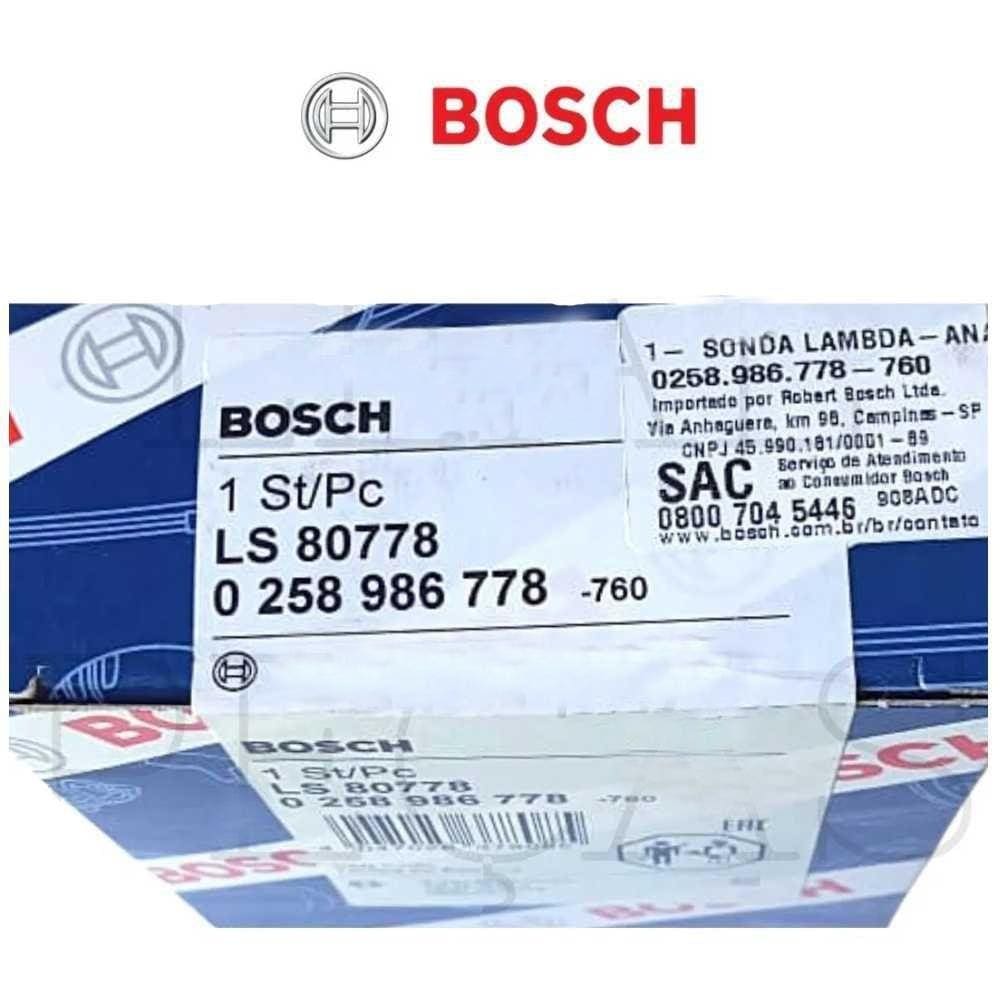 BOSCH
BOSCH
1 St/Pc
LS 80778
0 258 986 778 -760
1- SONDA LAMBDA-ANA
0258.986.778-760
Importado por Robert Bosch Ltda.
Via Anhaguera, km 98, Campinas-SP
CNPJ 45.990.181/0001-89
SAC Serviço de Atendimento
ao Consumidor Bosch
0800 704 5446 908ADC
www.bosch.com.br/br/contato
BOSCH
BOSCH
BOSCH
1 St/Pc
LS 80778
0 258 986 778 -760
EAC
BOSCH